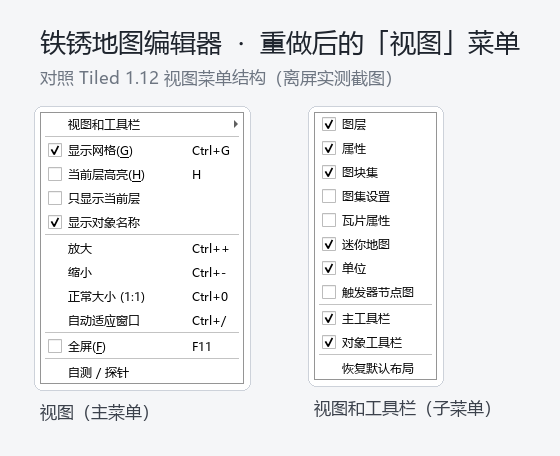 铁锈地图编辑器 · 重做后的「视图」菜单
对照 Tiled 1.12 视图菜单结构（离屏实测截图）
视图和工具栏
显示网格(G) Ctrl+G
当前层高亮(H) H
只显示当前层
显示对象名称
放大 Ctrl++
缩小 Ctrl+-
正常大小 (1:1) Ctrl+0
自动适应窗口 Ctrl+/
全屏(F) F11
自测 / 探针
视图（主菜单）
图层
属性
图块集
图集设置
瓦片属性
迷你地图
单位
触发器节点图
主工具栏
对象工具栏
恢复默认布局
视图和工具栏（子菜单）